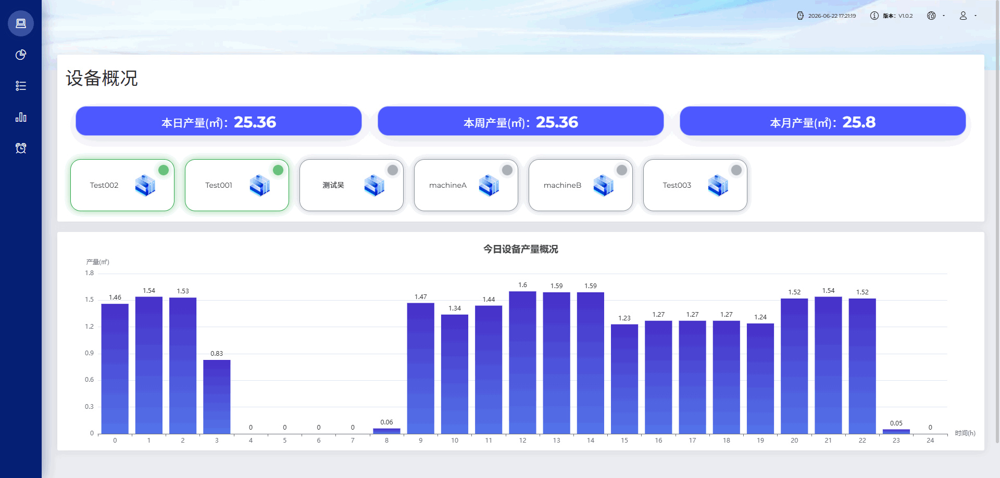 2026-06-22 17:21:19 版本: V1.0.2
设备概况
本日产量(㎡): 25.36
本周产量(㎡): 25.36
本月产量(㎡): 25.8
Test002
Test001
测试吴
machineA
machineB
Test003
今日设备产量概况
产量(㎡)
1.8
1.5
1.2
0.9
0.6
0.3
0
1.46 1.54 1.53 0.83 0 0 0 0 0.06 1.47 1.34 1.44 1.6 1.59 1.59 1.23 1.27 1.27 1.27 1.24 1.52 1.54 1.52 0.05 0
0 1 2 3 4 5 6 7 8 9 10 11 12 13 14 15 16 17 18 19 20 21 22 23 24
时间(h)